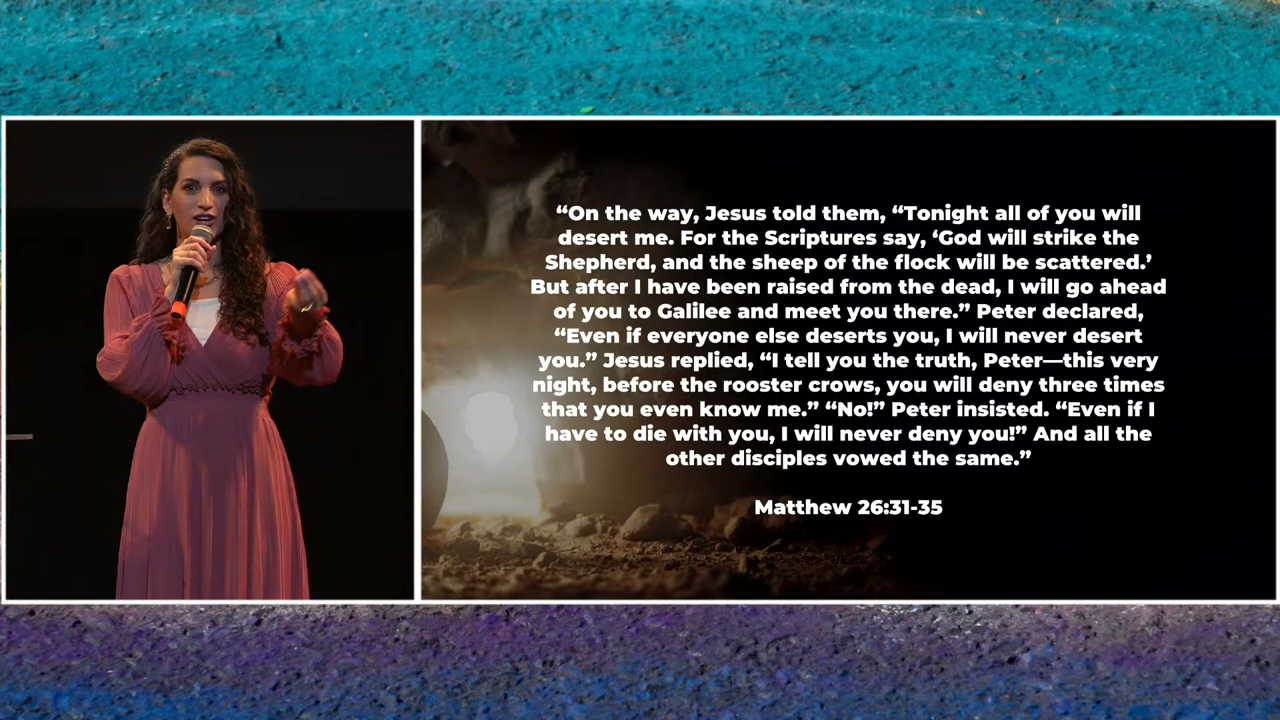 “On the way, Jesus told them, “Tonight all of you will
desert me. For the Scriptures say, ‘God will strike the
Shepherd, and the sheep of the flock will be scattered.’
But after I have been raised from the dead, I will go ahead
of you to Galilee and meet you there.” Peter declared,
“Even if everyone else deserts you, I will never desert
you.” Jesus replied, “I tell you the truth, Peter—this very
night, before the rooster crows, you will deny three times
that you even know me.” “No!” Peter insisted. “Even if I
have to die with you, I will never deny you!” And all the
other disciples vowed the same.”
Matthew 26:31-35